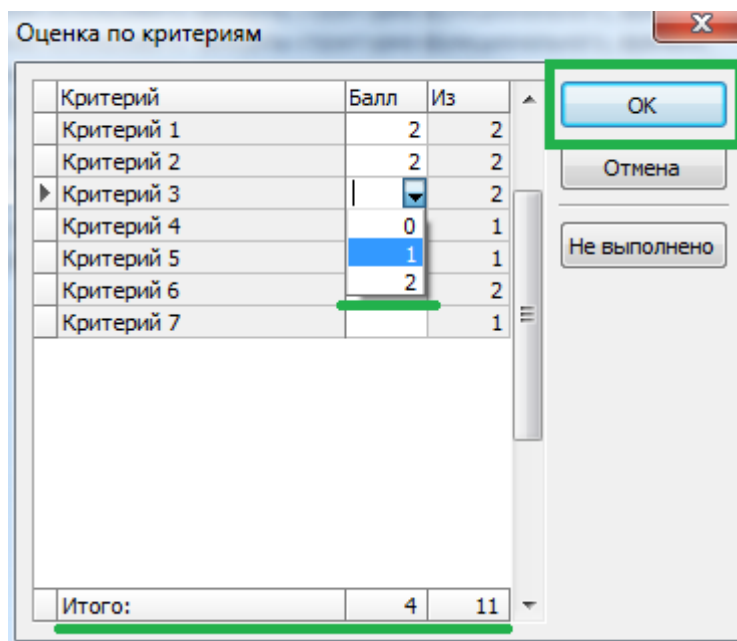 Оценка по критериям
Критерий Балл Из
Критерий 1 2 2
Критерий 2 2 2
Критерий 3 2
Критерий 4 0 1
Критерий 5 1 1
Критерий 6 2 2
Критерий 7 1
Итого: 4 11
OK
Отмена
Не выполнено